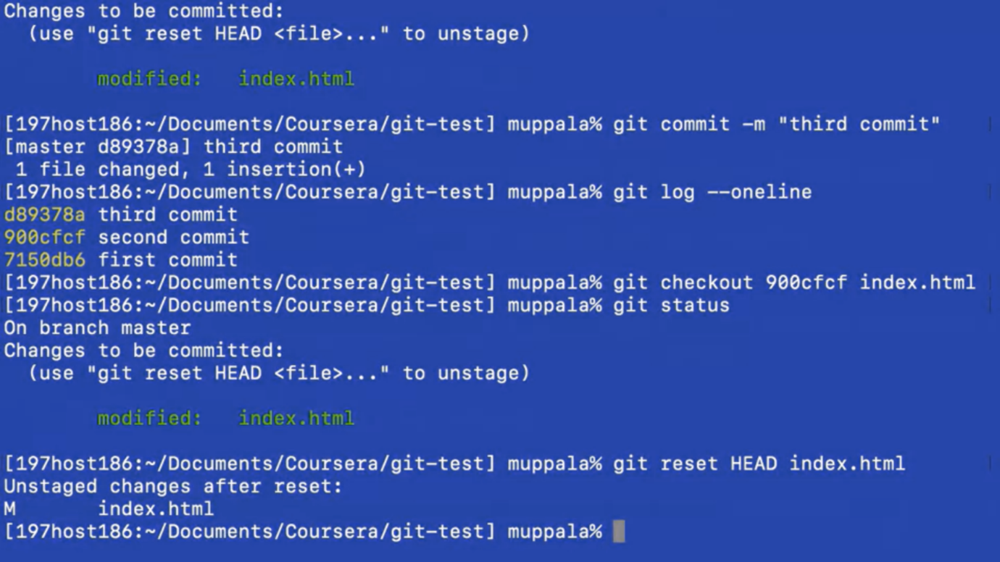 Changes to be committed:
  (use "git reset HEAD <file>..." to unstage)
        modified:   index.html
[197host186:~/Documents/Coursera/git-test] muppala% git commit -m "third commit"
[master d89378a] third commit
 1 file changed, 1 insertion(+)
[197host186:~/Documents/Coursera/git-test] muppala% git log --oneline
d89378a third commit
900cfcf second commit
7150db6 first commit
[197host186:~/Documents/Coursera/git-test] muppala% git checkout 900cfcf index.html
[197host186:~/Documents/Coursera/git-test] muppala% git status
On branch master
Changes to be committed:
  (use "git reset HEAD <file>..." to unstage)
        modified:   index.html
[197host186:~/Documents/Coursera/git-test] muppala% git reset HEAD index.html
Unstaged changes after reset:
M       index.html
[197host186:~/Documents/Coursera/git-test] muppala%